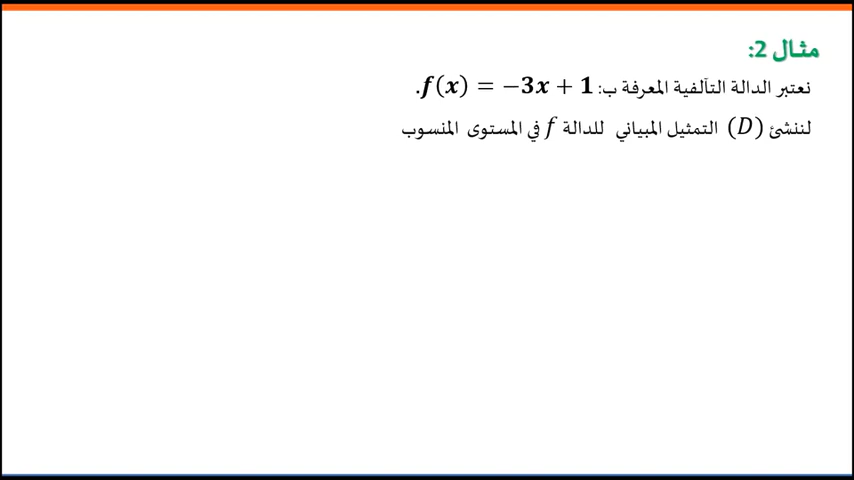 مثال 2:
نعتبر الدالة التآلفية المعرفة ب: f(x) = −3x + 1.
لننشئ (D) التمثيل المبياني للدالة f في المستوى المنسوب